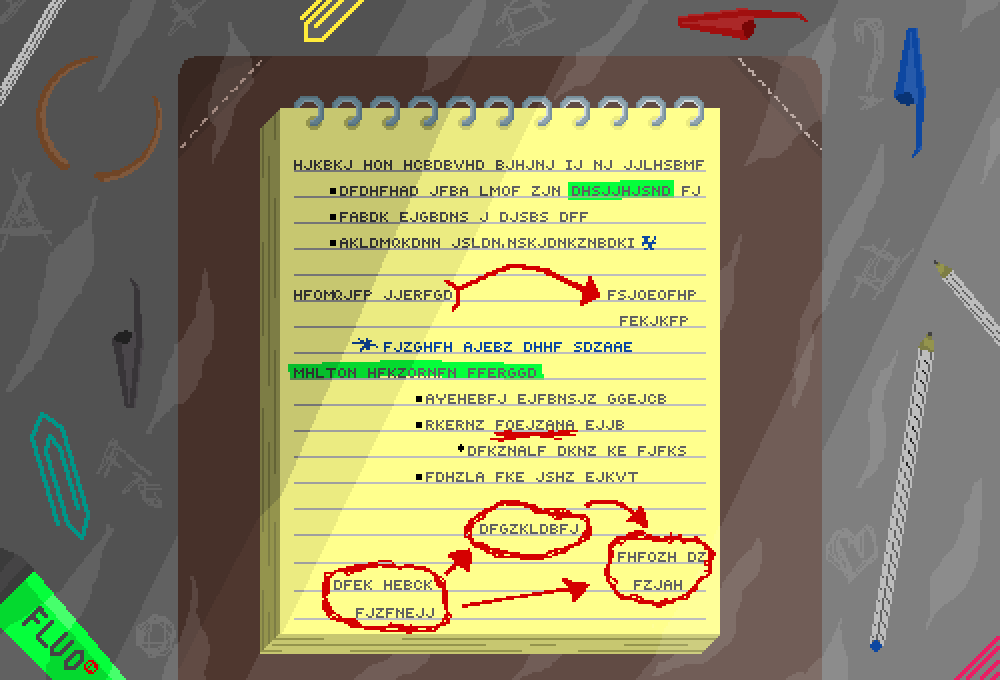 HJKBKJ HON HCBDBVHD BJHJNJ IJ NJ JJLHSBMF
▪DFDHFHAD JFBA LMOF ZJN DHSJJHJSND FJ
▪FABDK EJGBDNS J DJSBS DFF
▪AKLDMQKDNN JSLDN.NSKJDNKZNBDKI
HFOMQJFP JJERFGD FSJOEOFHP
FEKJKFP
FJZGHFH AJEBZ DHHF SDZAAE
MHLTON HFKZORNFN FFERGGD
▪AYEHEBFJ EJFBNSJZ GGEJCB
▪RKERNZ FOEJZANA EJJB
DFKZNALF DKNZ KE FJFKS
▪FDHZLA FKE JSHZ EJKVT
DFGZKLDBFJ
FHFOZH DZ
FZJAH
DFEK HEBCK
FJZFNEJJ
FLUO©